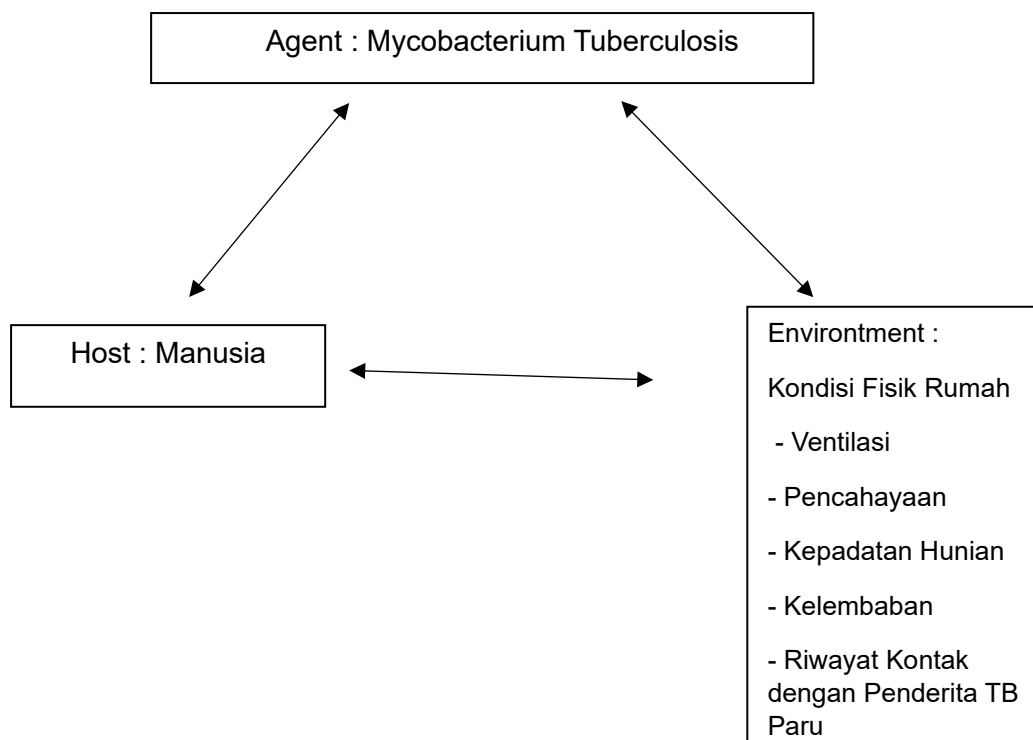 Agent : Mycobacterium Tuberculosis
Host : Manusia
Environtment :
Kondisi Fisik Rumah
- Ventilasi
- Pencahayaan
- Kepadatan Hunian
- Kelembaban
- Riwayat Kontak
dengan Penderita TB
Paru